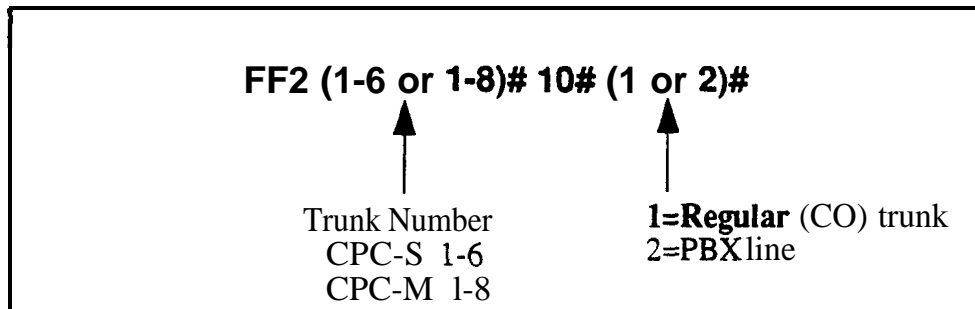 FF2 (1-6 or 1-8)# 10# (1 or 2)#
Trunk Number
CPC-S 1-6
CPC-M 1-8
1=Regular (CO) trunk
2=PBX line